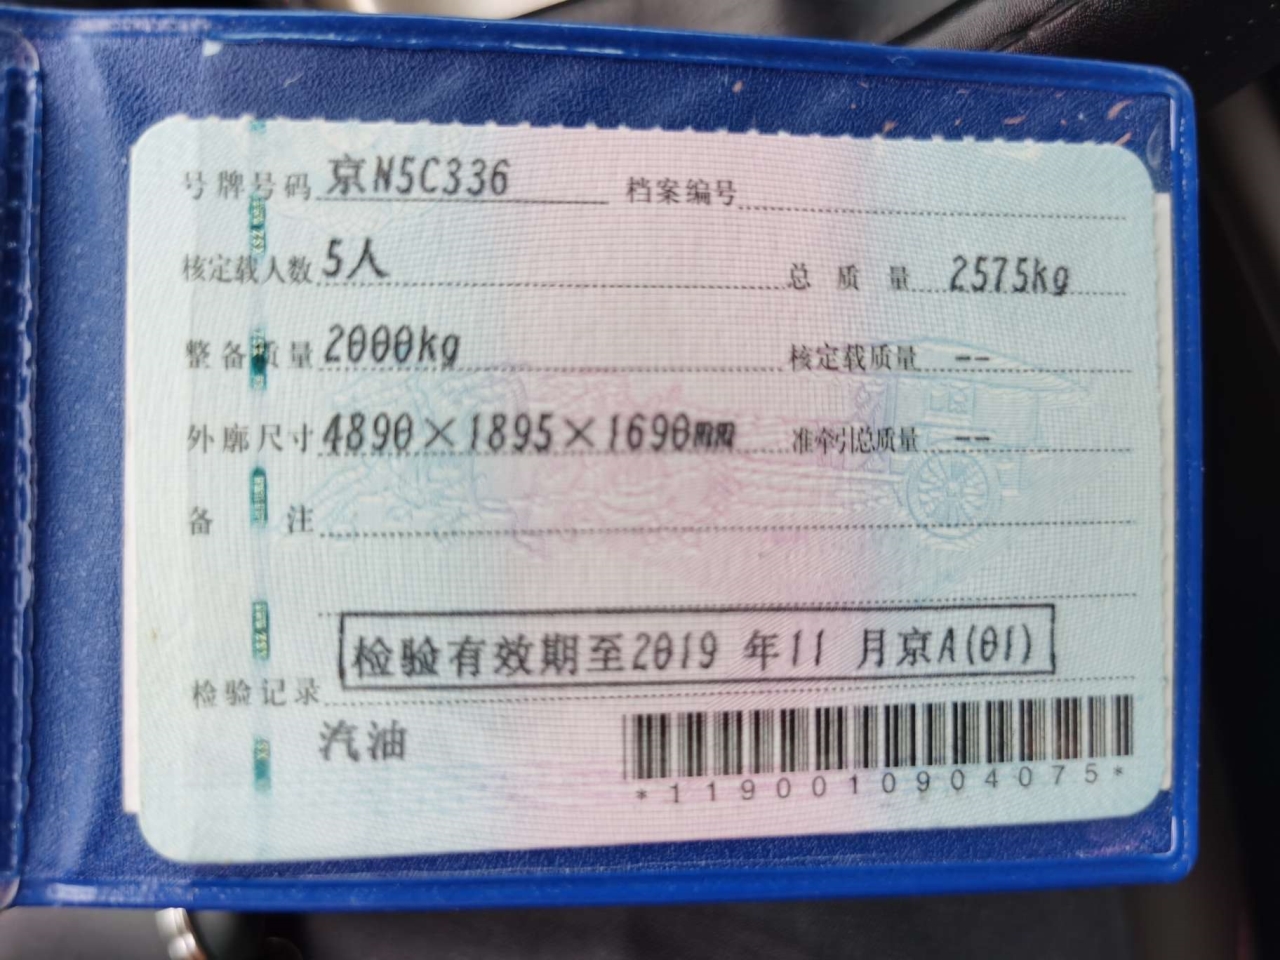 号牌号码 京N5C336 档案编号
核定载人数 5人 总质量 2575kg
整备质量 2000kg 核定载质量 --
外廓尺寸 4890×1895×1690mm 准牵引总质量 --
备注
检验有效期至2019 年11 月京A(01)
检验记录
汽油
*1190010904075*